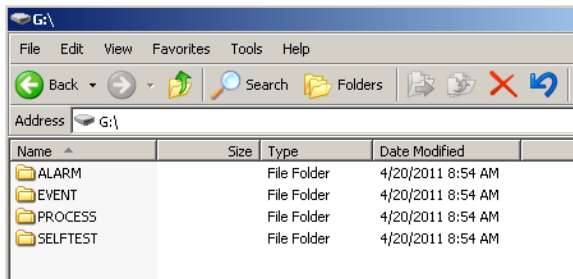 G:\
File Edit View Favorites Tools Help
Back Search Folders
Address G:\
Name Size Type Date Modified
ALARM File Folder 4/20/2011 8:54 AM
EVENT File Folder 4/20/2011 8:54 AM
PROCESS File Folder 4/20/2011 8:54 AM
SELFTEST File Folder 4/20/2011 8:54 AM